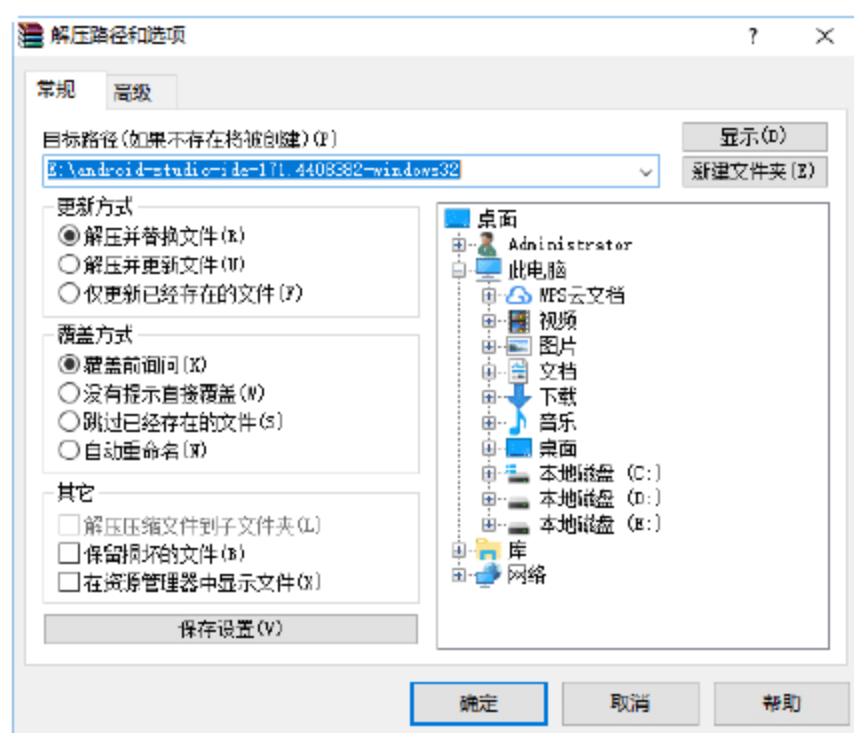 解压路径和选项
?
常规
高级
目标路径(如果不存在将被创建)(P)
显示(D)
E:\android-studio-ide-171.4408382-windows32
新建文件夹(E)
更新方式
解压并替换文件(R)
解压并更新文件(U)
仅更新已经存在的文件(F)
覆盖方式
覆盖前询问(K)
没有提示直接覆盖(W)
跳过已经存在的文件(S)
自动重命名(N)
其它
解压压缩文件到子文件夹(L)
保留损坏的文件(B)
在资源管理器中显示文件(X)
保存设置(V)
桌面
Administrator
此电脑
WPS云文档
视频
图片
文档
下载
音乐
桌面
本地磁盘 (C:)
本地磁盘 (D:)
本地磁盘 (E:)
库
网络
确定
取消
帮助